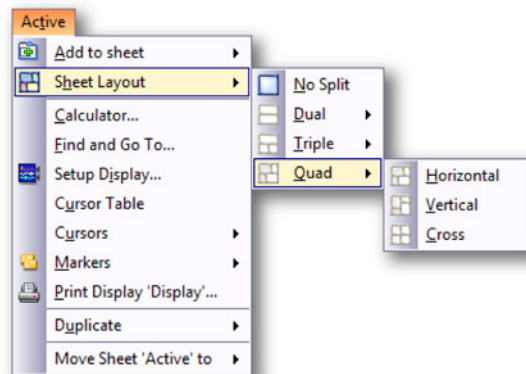 Active
Add to sheet
Sheet Layout
Calculator...
Find and Go To...
Setup Display...
Cursor Table
Cursors
Markers
Print Display 'Display'...
Duplicate
Move Sheet 'Active' to
No Split
Dual
Triple
Quad
Horizontal
Vertical
Cross